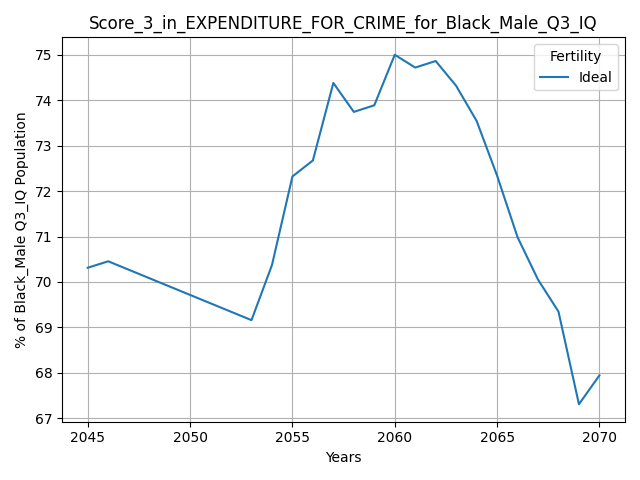 Score_3_in_EXPENDITURE_FOR_CRIME_for_Black_Male_Q3_IQ
Fertility
Ideal
% of Black_Male Q3_IQ Population
75
74
73
72
71
70
69
68
67
2045 2050 2055 2060 2065 2070
Years